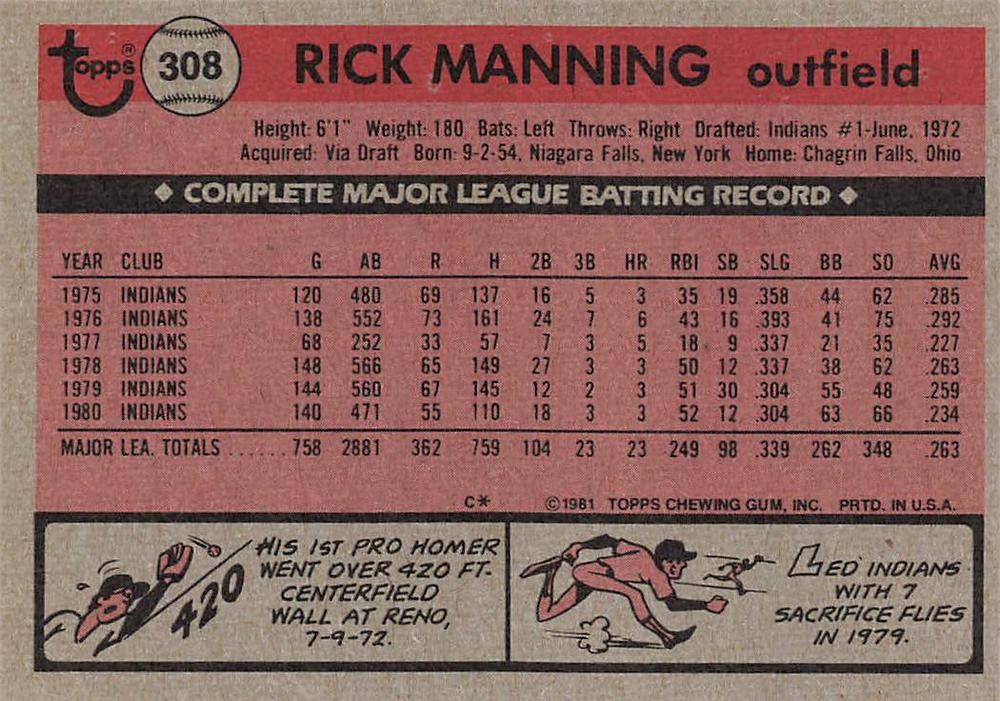 Topps® 308 RICK MANNING outfield
Height: 6'1" Weight: 180 Bats: Left Throws: Right Drafted: Indians #1-June, 1972
Acquired: Via Draft Born: 9-2-54, Niagara Falls, New York Home: Chagrin Falls, Ohio
◆ COMPLETE MAJOR LEAGUE BATTING RECORD ◆
YEAR CLUB G AB R H 2B 3B HR RBI SB SLG BB SO AVG
1975 INDIANS 120 480 69 137 16 5 3 35 19 .358 44 62 .285
1976 INDIANS 138 552 73 161 24 7 6 43 16 .393 41 75 .292
1977 INDIANS 68 252 33 57 7 3 5 18 9 .337 21 35 .227
1978 INDIANS 148 566 65 149 27 3 3 50 12 .337 38 62 .263
1979 INDIANS 144 560 67 145 12 2 3 51 30 .304 55 48 .259
1980 INDIANS 140 471 55 110 18 3 3 52 12 .304 63 66 .234
MAJOR LEA. TOTALS ...... 758 2881 362 759 104 23 23 249 98 .339 262 348 .263
C* ©1981 TOPPS CHEWING GUM, INC. PRTD. IN U.S.A.
420
HIS 1ST PRO HOMER
WENT OVER 420 FT.
CENTERFIELD
WALL AT RENO,
7-9-72.
LED INDIANS
WITH 7
SACRIFICE FLIES
IN 1979.